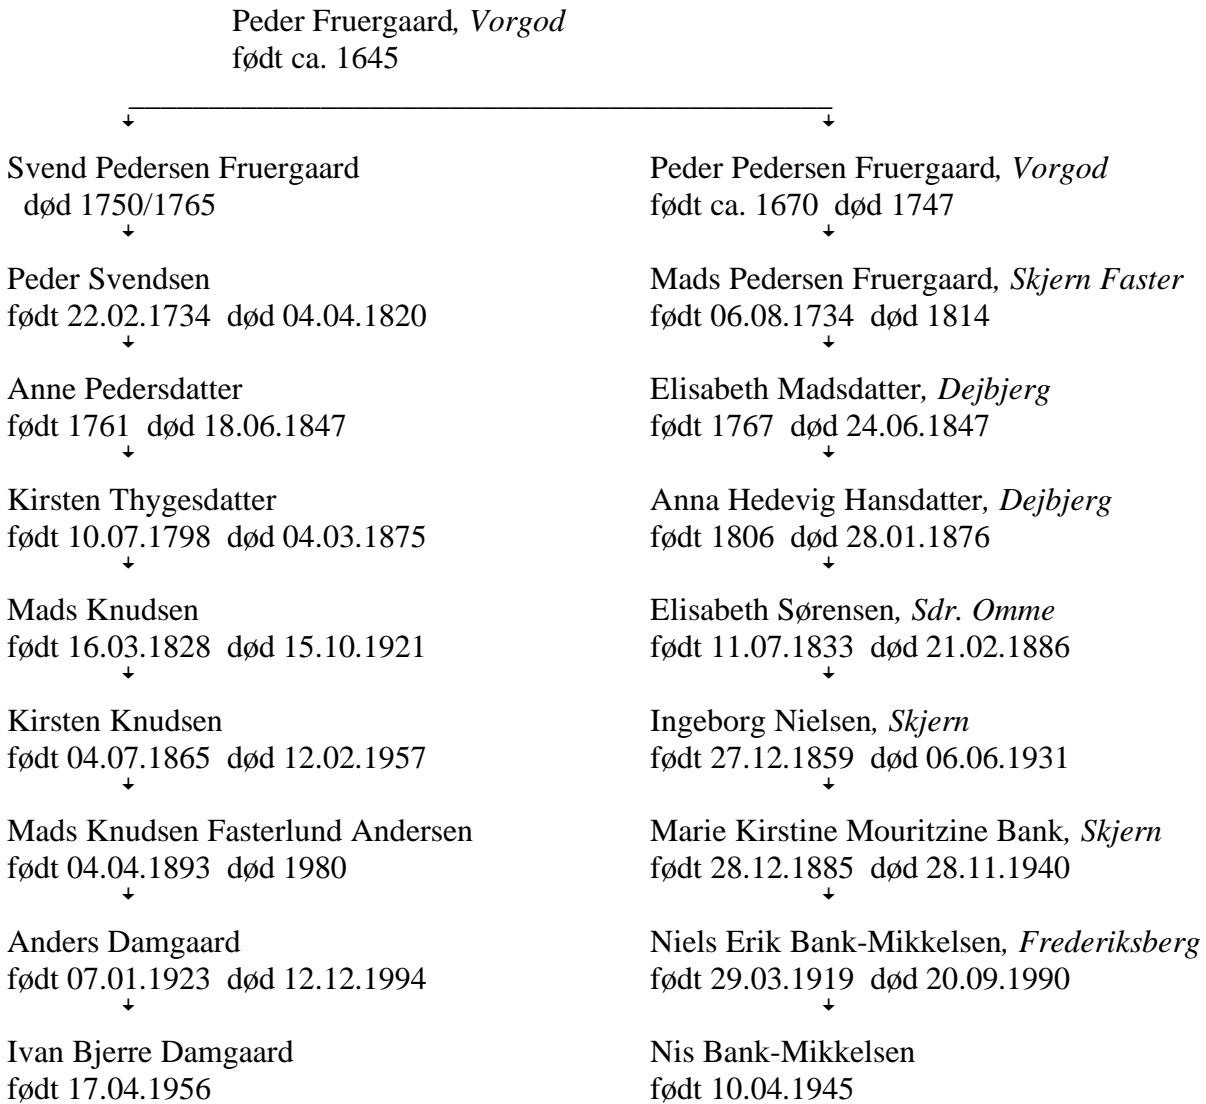 Peder Fruergaard, Vorgod
født ca. 1645
Svend Pedersen Fruergaard
død 1750/1765
Peder Svendsen
født 22.02.1734 død 04.04.1820
Anne Pedersdatter
født 1761 død 18.06.1847
Kirsten Thygesdatter
født 10.07.1798 død 04.03.1875
Mads Knudsen
født 16.03.1828 død 15.10.1921
Kirsten Knudsen
født 04.07.1865 død 12.02.1957
Mads Knudsen Fasterlund Andersen
født 04.04.1893 død 1980
Anders Damgaard
født 07.01.1923 død 12.12.1994
Ivan Bjerre Damgaard
født 17.04.1956
Peder Pedersen Fruergaard, Vorgod
født ca. 1670 død 1747
Mads Pedersen Fruergaard, Skjern Faster
født 06.08.1734 død 1814
Elisabeth Madsdatter, Dejbjerg
født 1767 død 24.06.1847
Anna Hedevig Hansdatter, Dejbjerg
født 1806 død 28.01.1876
Elisabeth Sørensen, Sdr. Omme
født 11.07.1833 død 21.02.1886
Ingeborg Nielsen, Skjern
født 27.12.1859 død 06.06.1931
Marie Kirstine Mouritzine Bank, Skjern
født 28.12.1885 død 28.11.1940
Niels Erik Bank-Mikkelsen, Frederiksberg
født 29.03.1919 død 20.09.1990
Nis Bank-Mikkelsen
født 10.04.1945